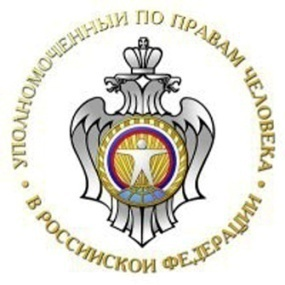 УПОЛНОМОЧЕННЫЙ ПО ПРАВАМ ЧЕЛОВЕКА
• В РОССИЙСКОЙ ФЕДЕРАЦИИ •